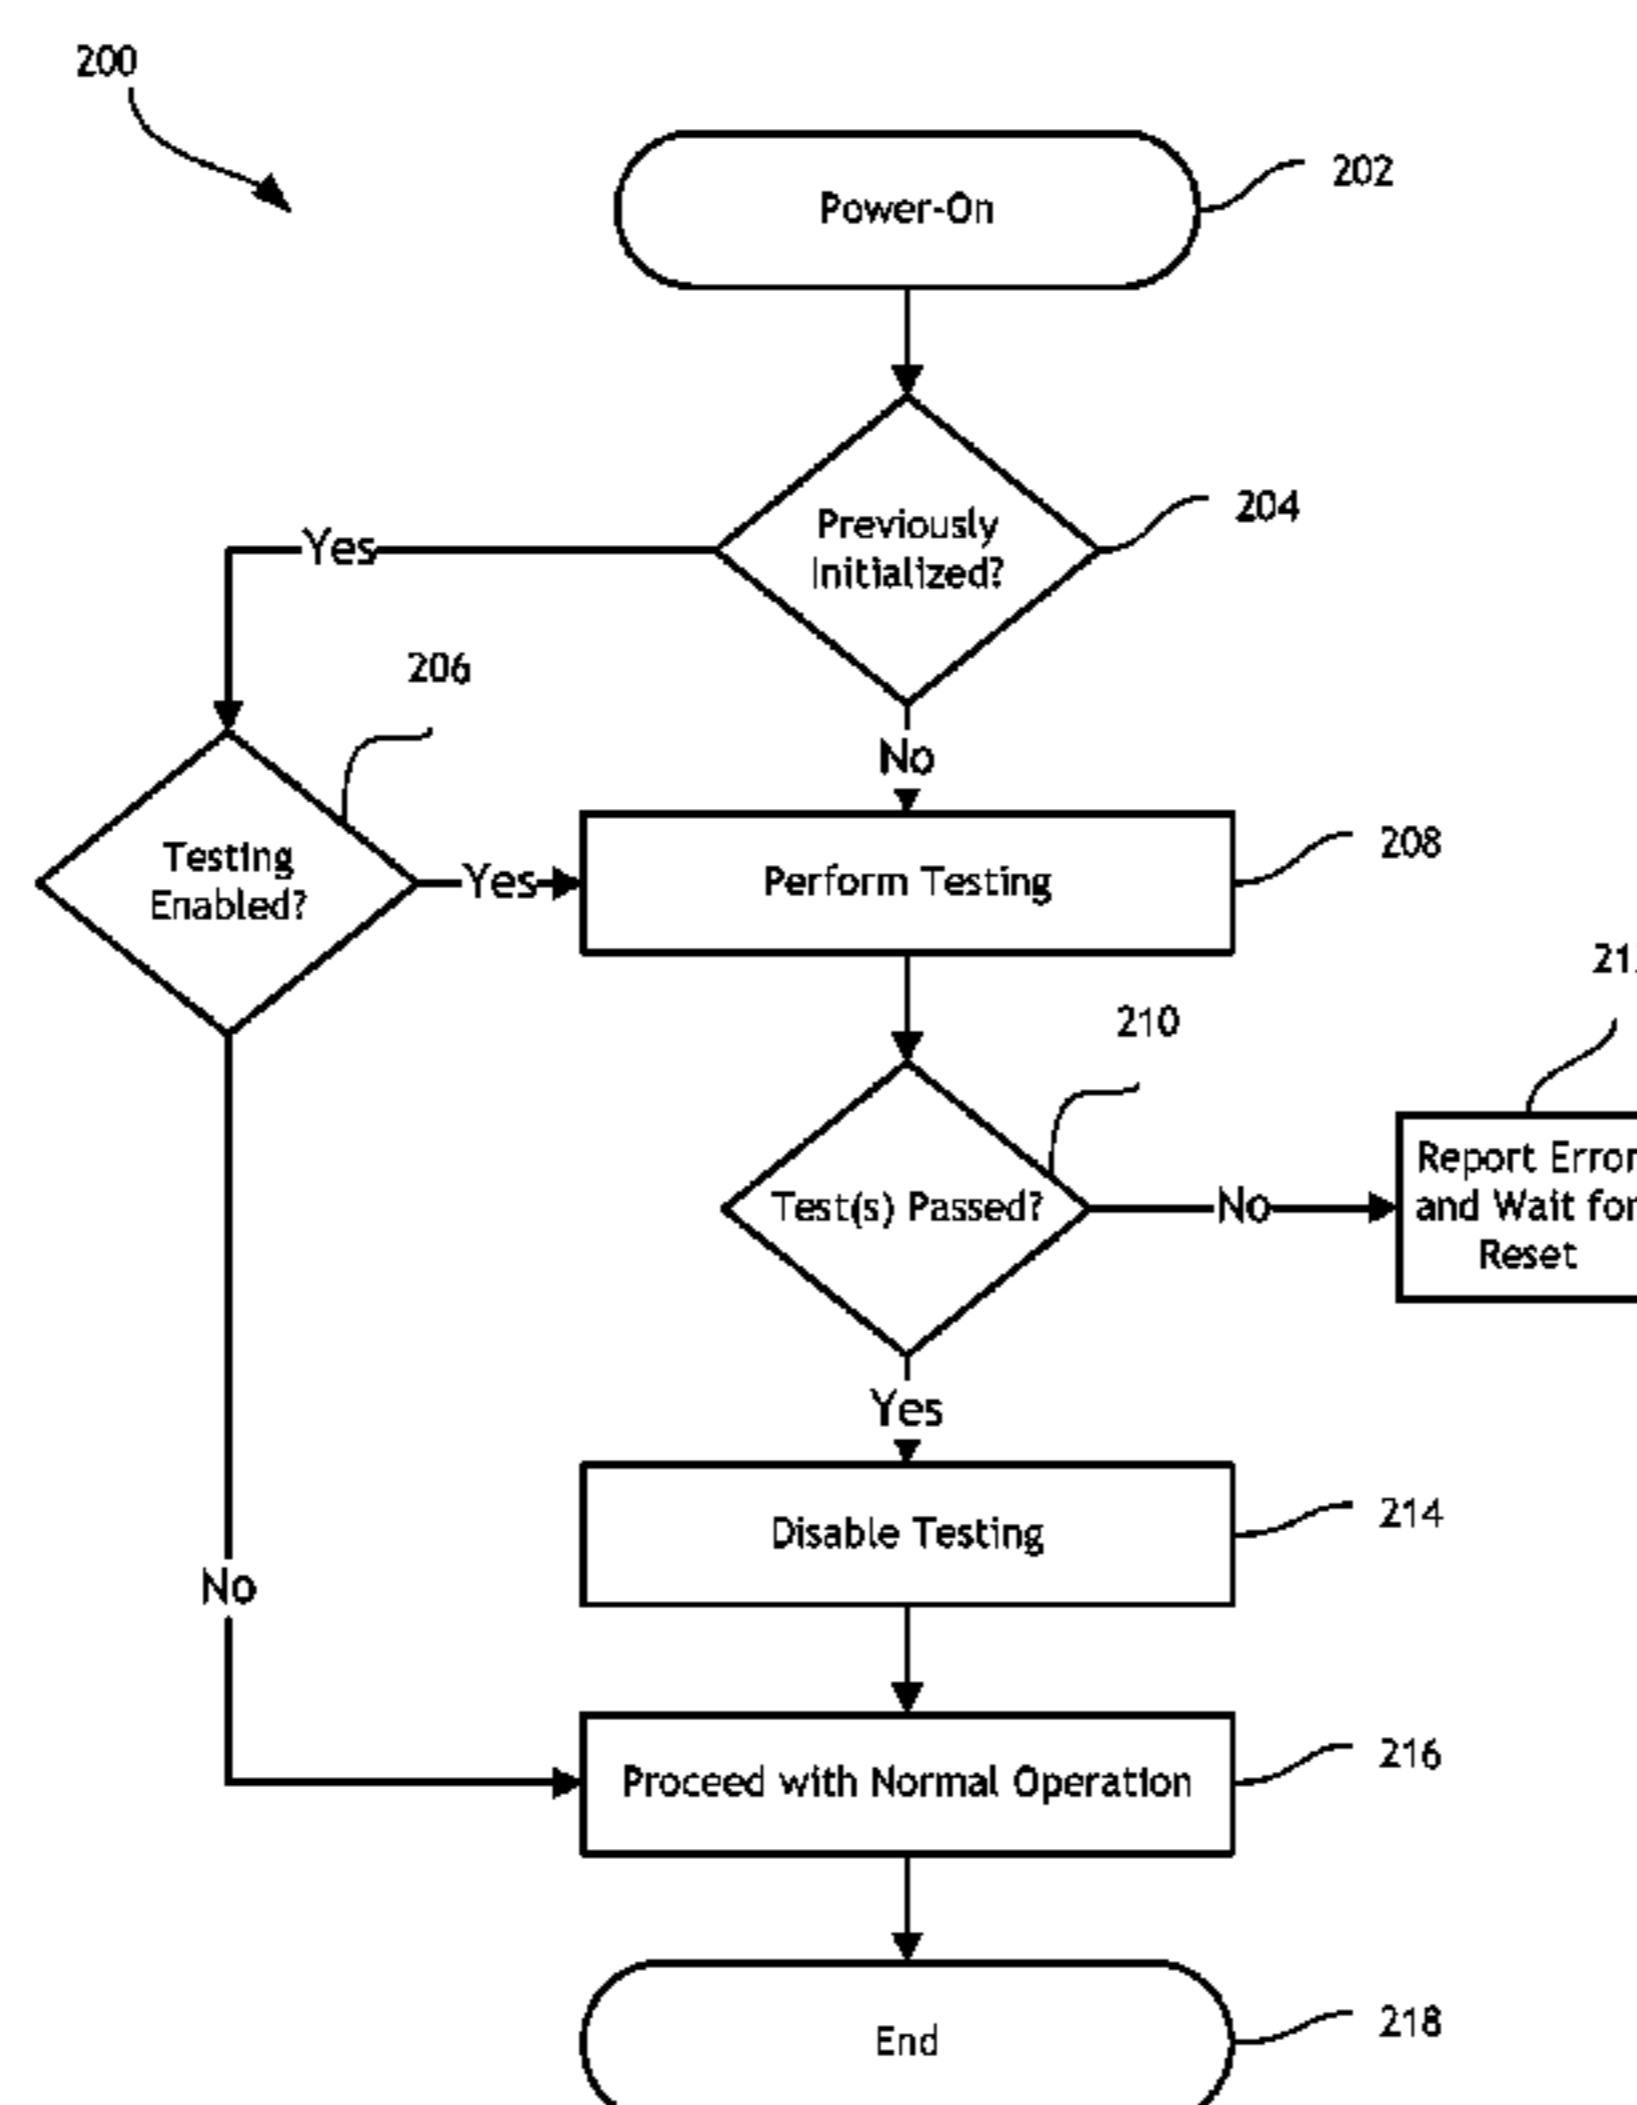 200
Power-On
202
Previously
Initialized?
204
Yes
206
No
Testing
Enabled?
Yes
Perform Testing
208
210
Test(s) Passed?
No
Report Error
and Wait for
Reset
Yes
Disable Testing
214
No
Proceed with Normal Operation
216
End
218